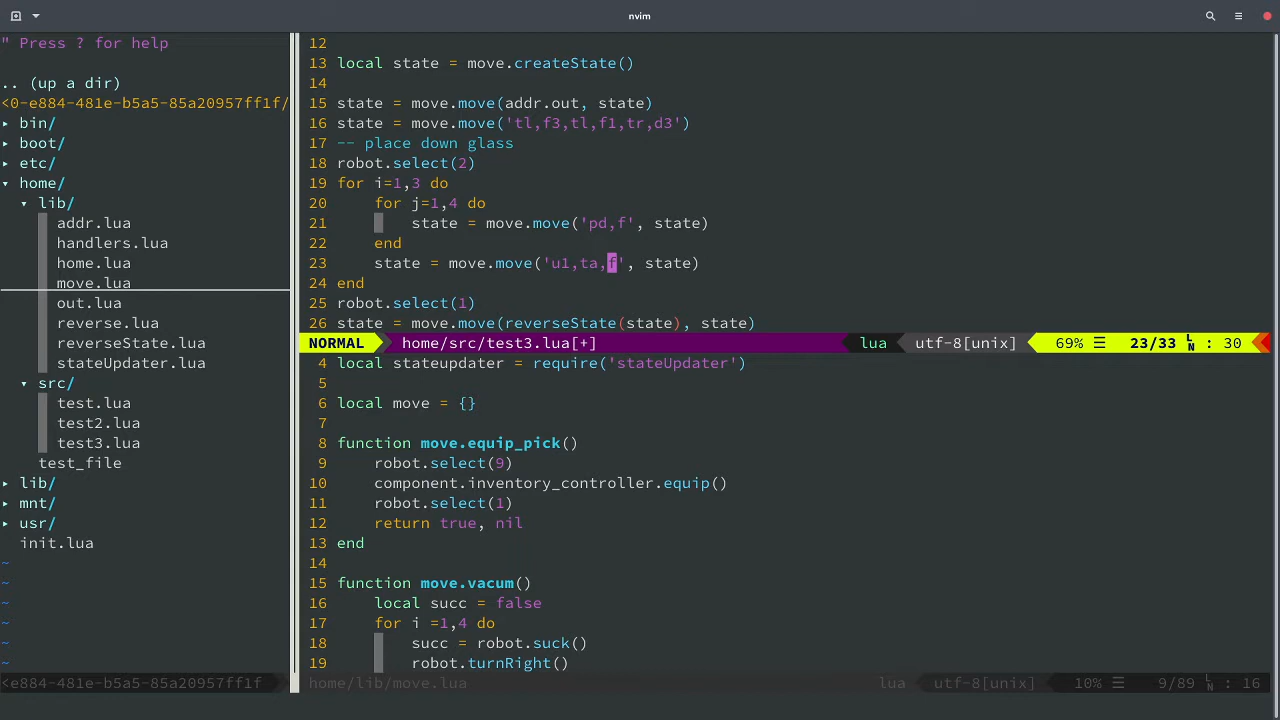 nvim
" Press ? for help
.. (up a dir)
<0-e884-481e-b5a5-85a20957ff1f/
▸ bin/
▸ boot/
▸ etc/
▾ home/
▾ lib/
addr.lua
handlers.lua
home.lua
move.lua
out.lua
reverse.lua
reverseState.lua
stateUpdater.lua
▾ src/
test.lua
test2.lua
test3.lua
test_file
▸ lib/
▸ mnt/
▸ usr/
init.lua
~
~
~
~
~
~
<e884-481e-b5a5-85a20957ff1f
12
13 local state = move.createState()
14
15 state = move.move(addr.out, state)
16 state = move.move('tl,f3,tl,f1,tr,d3')
17 -- place down glass
18 robot.select(2)
19 for i=1,3 do
20 for j=1,4 do
21 state = move.move('pd,f', state)
22 end
23 state = move.move('u1,ta,f', state)
24 end
25 robot.select(1)
26 state = move.move(reverseState(state), state)
NORMAL home/src/test3.lua[+] lua utf-8[unix] 69% ☰ 23/33 LN : 30
4 local stateupdater = require('stateUpdater')
5
6 local move = {}
7
8 function move.equip_pick()
9 robot.select(9)
10 component.inventory_controller.equip()
11 robot.select(1)
12 return true, nil
13 end
14
15 function move.vacum()
16 local succ = false
17 for i =1,4 do
18 succ = robot.suck()
19 robot.turnRight()
home/lib/move.lua lua utf-8[unix] 10% ☰ 9/89 LN : 16